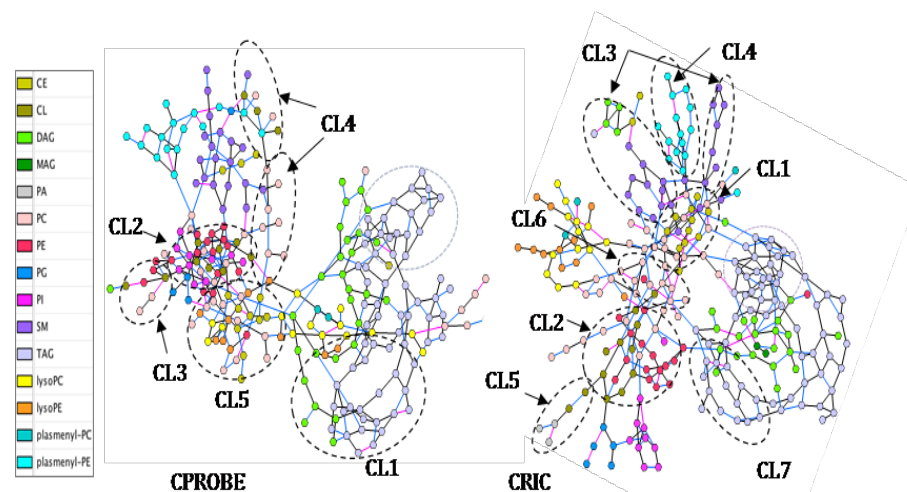 CE
CL
DAG
MAG
PA
PC
PE
PG
PI
SM
TAG
lysoPC
lysoPE
plasmenyl-PC
plasmenyl-PE
CL4
CL2
CL3
CL5
CL1
CPROBE
CL3
CL4
CL1
CL6
CL2
CL5
CL7
CRIC